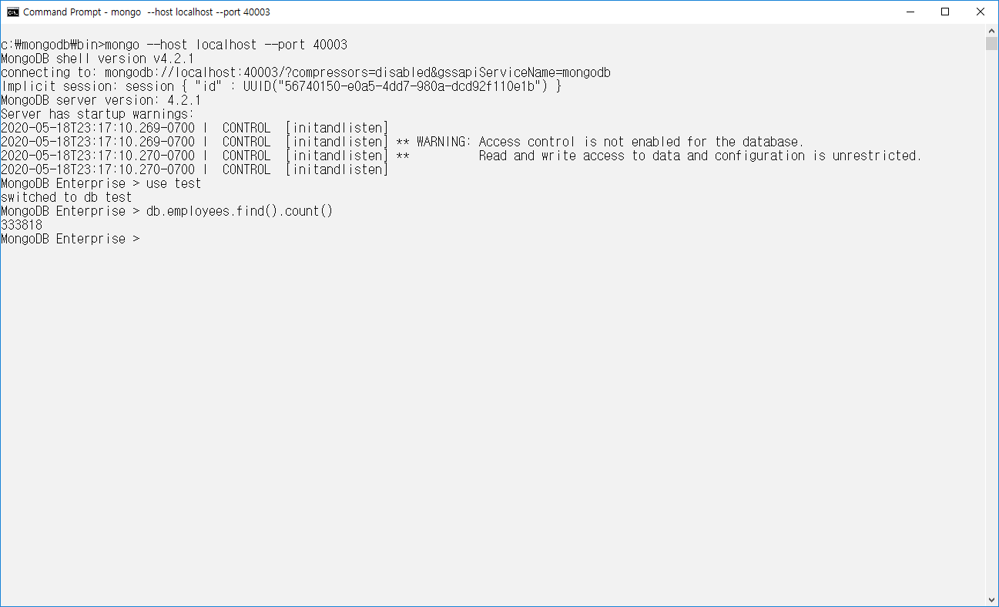 Command Prompt - mongo  --host localhost --port 40003
c:₩mongodb₩bin>mongo --host localhost --port 40003
MongoDB shell version v4.2.1
connecting to: mongodb://localhost:40003/?compressors=disabled&gssapiServiceName=mongodb
Implicit session: session { "id" : UUID("56740150-e0a5-4dd7-980a-dcd92f110e1b") }
MongoDB server version: 4.2.1
Server has startup warnings:
2020-05-18T23:17:10.269-0700 I  CONTROL  [initandlisten]
2020-05-18T23:17:10.269-0700 I  CONTROL  [initandlisten] ** WARNING: Access control is not enabled for the database.
2020-05-18T23:17:10.270-0700 I  CONTROL  [initandlisten] **          Read and write access to data and configuration is unrestricted.
2020-05-18T23:17:10.270-0700 I  CONTROL  [initandlisten]
MongoDB Enterprise > use test
switched to db test
MongoDB Enterprise > db.employees.find().count()
333818
MongoDB Enterprise >